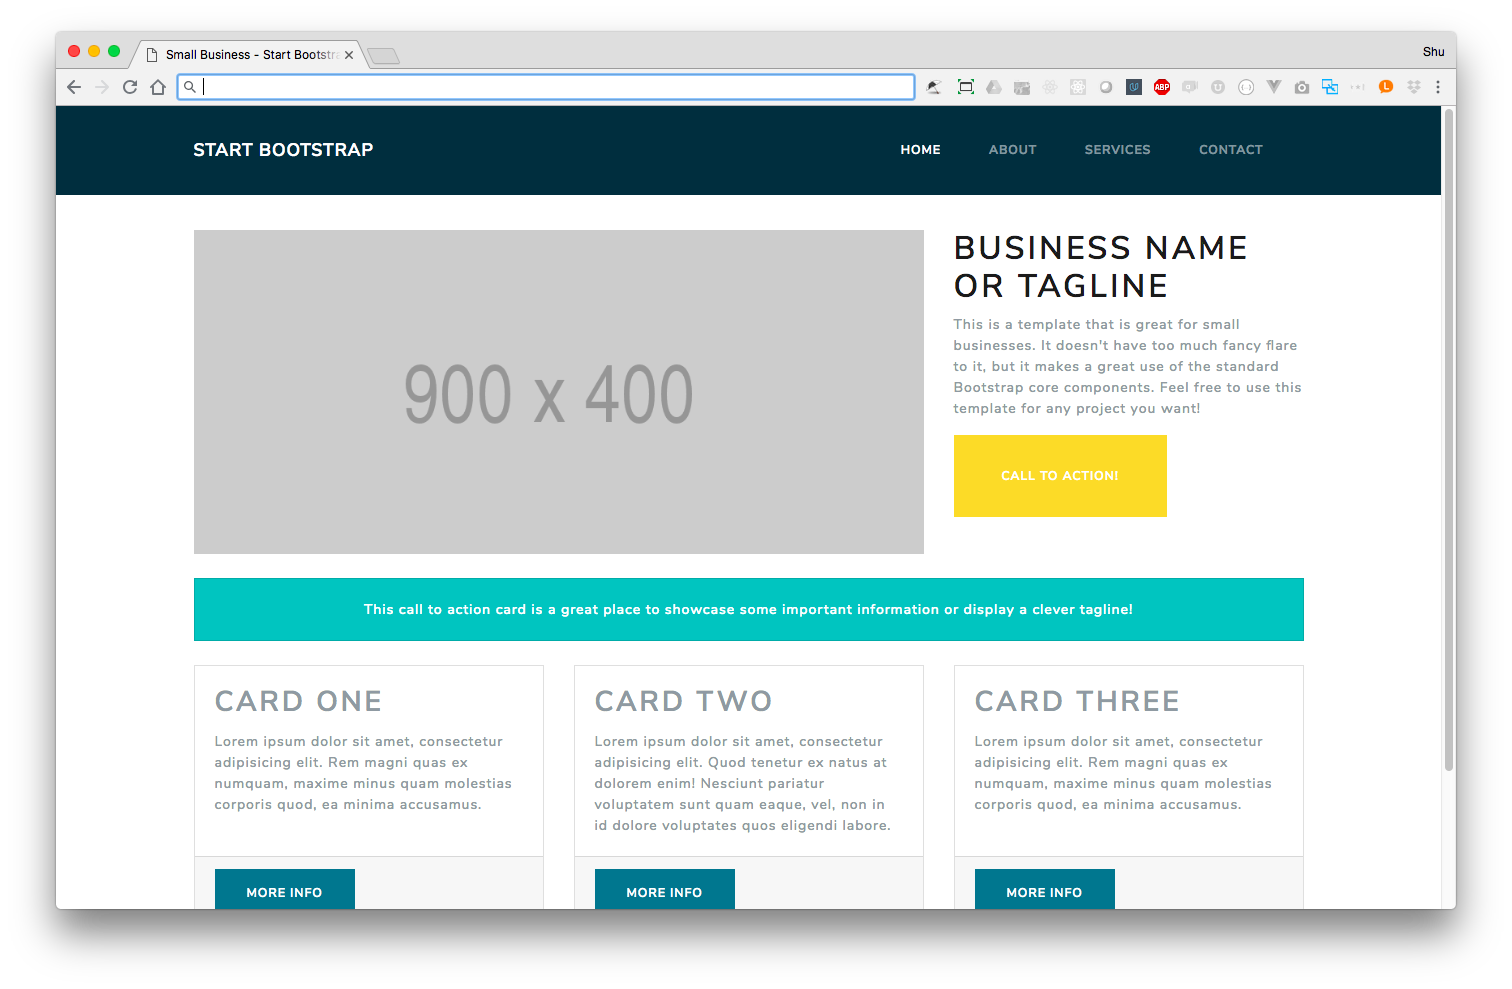 Small Business - Start Bootstra
Shu
ABP
L
START BOOTSTRAP
HOME
ABOUT
SERVICES
CONTACT
900 x 400
BUSINESS NAME
OR TAGLINE
This is a template that is great for small
businesses. It doesn't have too much fancy flare
to it, but it makes a great use of the standard
Bootstrap core components. Feel free to use this
template for any project you want!
CALL TO ACTION!
This call to action card is a great place to showcase some important information or display a clever tagline!
CARD ONE
Lorem ipsum dolor sit amet, consectetur
adipisicing elit. Rem magni quas ex
numquam, maxime minus quam molestias
corporis quod, ea minima accusamus.
MORE INFO
CARD TWO
Lorem ipsum dolor sit amet, consectetur
adipisicing elit. Quod tenetur ex natus at
dolorem enim! Nesciunt pariatur
voluptatem sunt quam eaque, vel, non in
id dolore voluptates quos eligendi labore.
MORE INFO
CARD THREE
Lorem ipsum dolor sit amet, consectetur
adipisicing elit. Rem magni quas ex
numquam, maxime minus quam molestias
corporis quod, ea minima accusamus.
MORE INFO